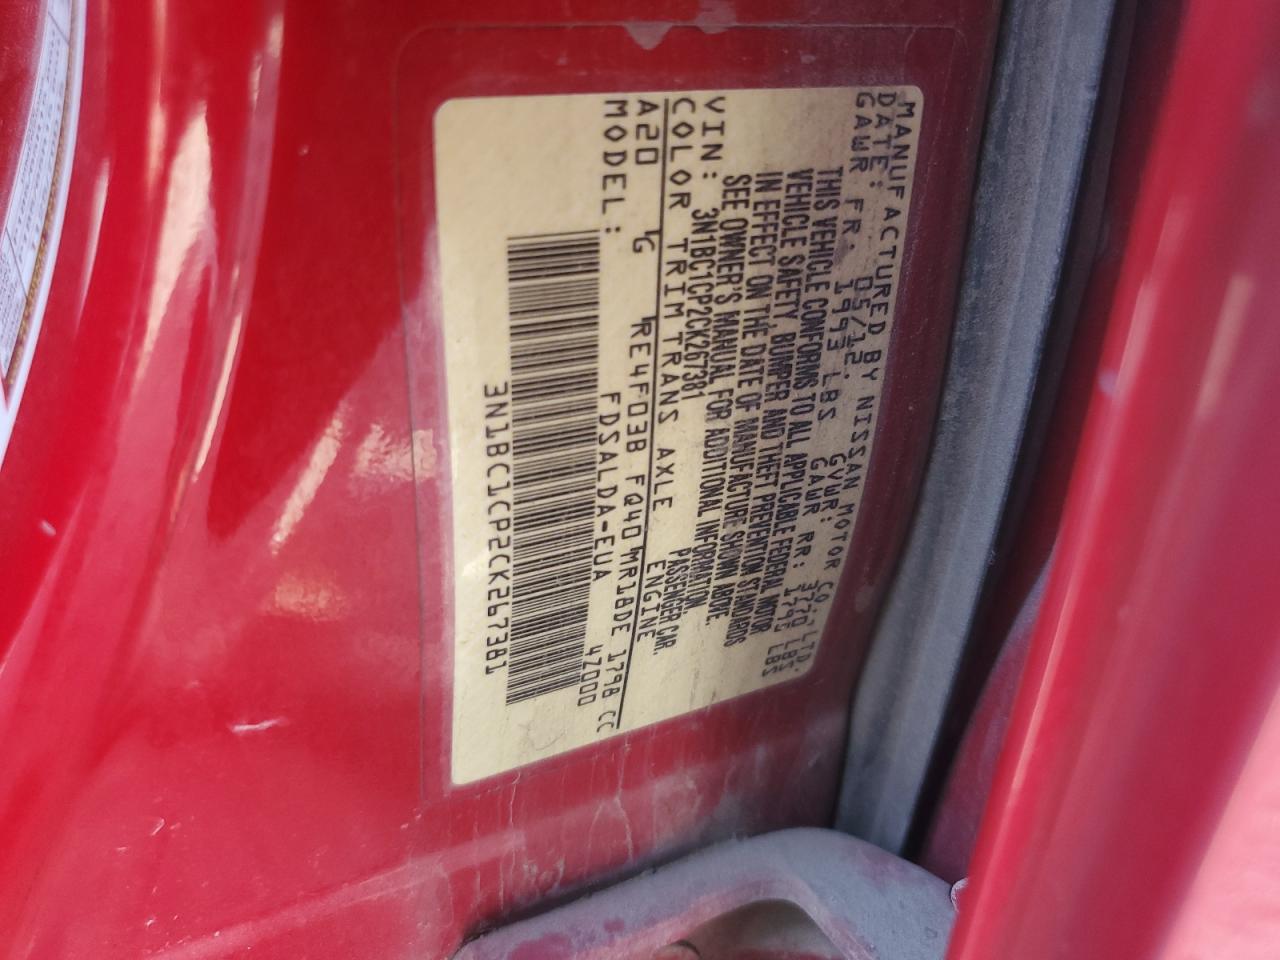 MANUFACTURED BY NISSAN MOTOR CO., LTD.
DATE: 05/12. GVWR: 3770 LBS
GAWR FR. 1993 LBS GAWR RR: 1795 LBS
THIS VEHICLE CONFORMS TO ALL APPLICABLE FEDERAL MOTOR
VEHICLE SAFETY, BUMPER AND THEFT PREVENTION STANDARDS
IN EFFECT ON THE DATE OF MANUFACTURE SHOWN ABOVE.
SEE OWNER'S MANUAL FOR ADDITIONAL INFORMATION.
VIN: 3N1BC1CP2CK267381 PASSENGER CAR.
COLOR TRIM TRANS AXLE ENGINE
A20 G RE4F03B FQ40 MR18DE 1798 CC
MODEL: FDSALDA-EUA 4Z000
3N1BC1CP2CK267381